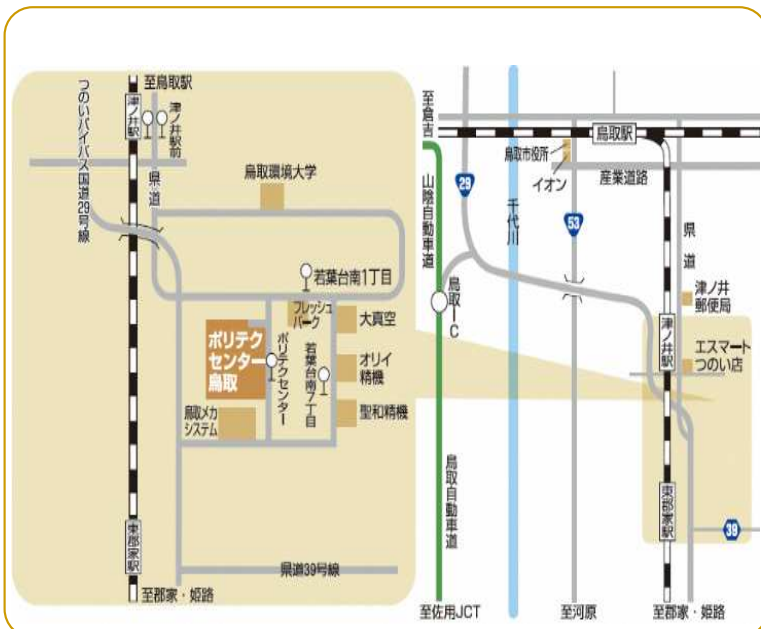 至鳥取駅
津ノ井駅
津ノ井駅前
つのいバイパス国道29号線
県道
鳥取環境大学
若葉台南1丁目
フレッシュ
パーク
大真空
ポリテク
センター
鳥取
ポリテクセンター
若葉台南7丁目
オリイ
精機
聖和精機
鳥取メカ
システム
東郡家駅
県道39号線
至郡家・姫路
至倉吉
山陰自動車道
29
千代川
鳥取駅
鳥取市役所
イオン
産業道路
53
県道
鳥取IC
津ノ井
郵便局
津ノ井駅
エスマート
つのい店
鳥取自動車道
東郡家駅
39
至佐用JCT
至河原
至郡家・姫路